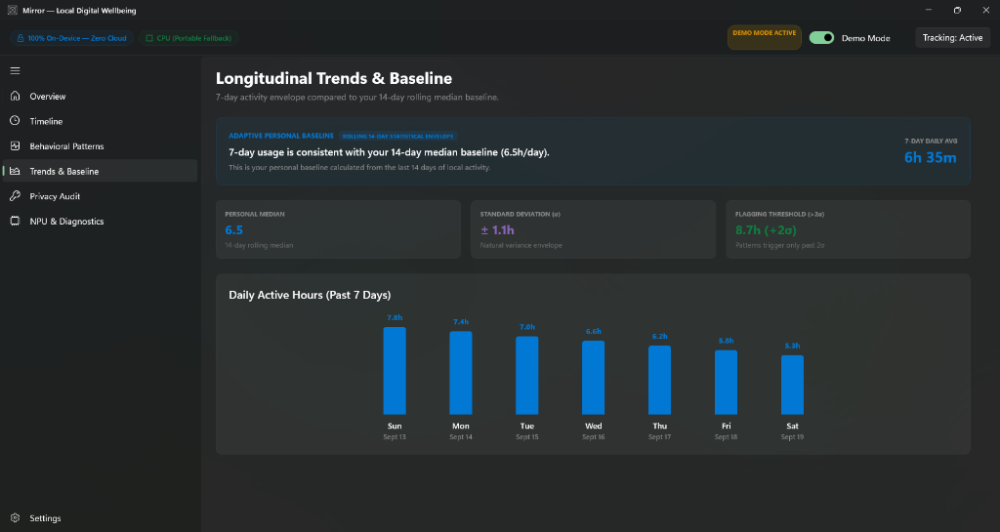 Mirror — Local Digital Wellbeing
100% On-Device — Zero Cloud
CPU (Portable Fallback)
DEMO MODE ACTIVE
Demo Mode
Tracking: Active
Overview
Timeline
Behavioral Patterns
Trends & Baseline
Privacy Audit
NPU & Diagnostics
Settings
Longitudinal Trends & Baseline
7-day activity envelope compared to your 14-day rolling median baseline.
ADAPTIVE PERSONAL BASELINE ROLLING 14-DAY STATISTICAL ENVELOPE
7-day usage is consistent with your 14-day median baseline (6.5h/day).
This is your personal baseline calculated from the last 14 days of local activity.
7-DAY DAILY AVG
6h 35m
PERSONAL MEDIAN
6.5
14-day rolling median
STANDARD DEVIATION (σ)
± 1.1h
Natural variance envelope
FLAGGING THRESHOLD (>2σ)
8.7h (+2σ)
Patterns trigger only past 2σ
Daily Active Hours (Past 7 Days)
7.8h 7.4h 7.0h 6.6h 6.2h 5.8h 5.3h
Sun Mon Tue Wed Thu Fri Sat
Sept 13 Sept 14 Sept 15 Sept 16 Sept 17 Sept 18 Sept 19